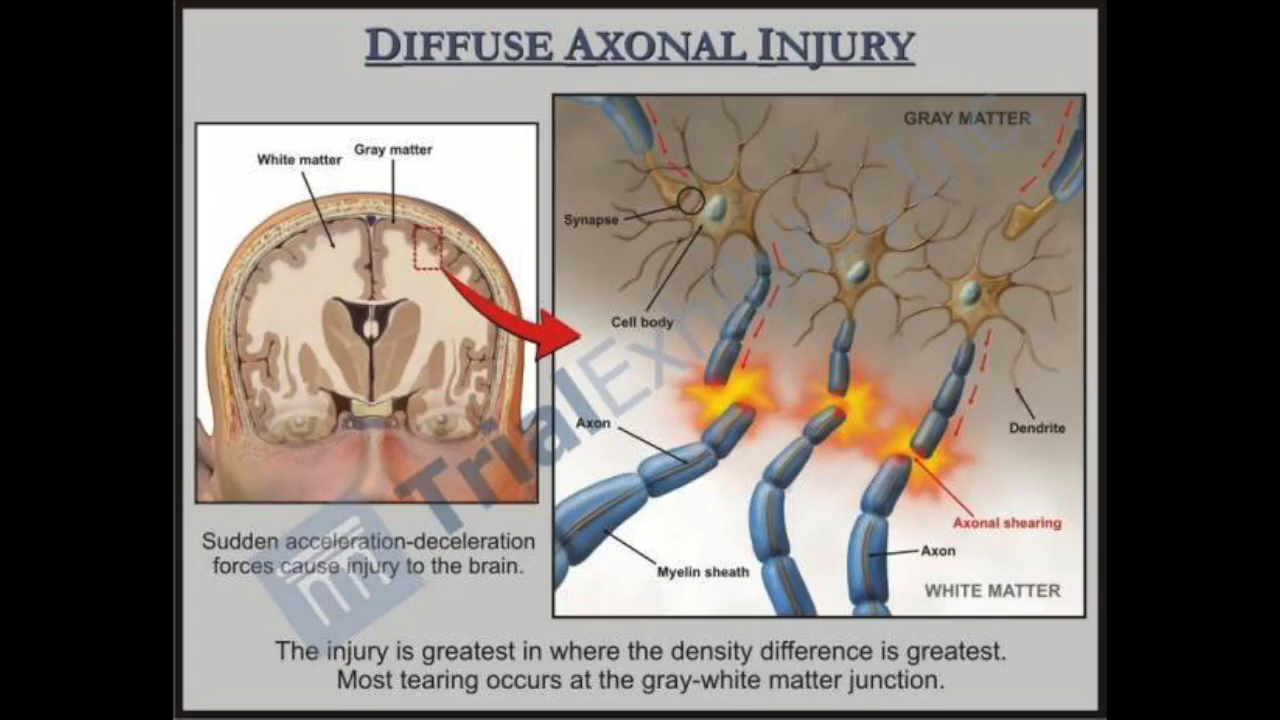 DIFFUSE AXONAL INJURY
White matter
Gray matter
Sudden acceleration-deceleration
forces cause injury to the brain.
GRAY MATTER
Synapse
Cell body
Axon
Dendrite
Axonal shearing
Axon
Myelin sheath
WHITE MATTER
TrialExhibits, Inc.
The injury is greatest in where the density difference is greatest.
Most tearing occurs at the gray-white matter junction.